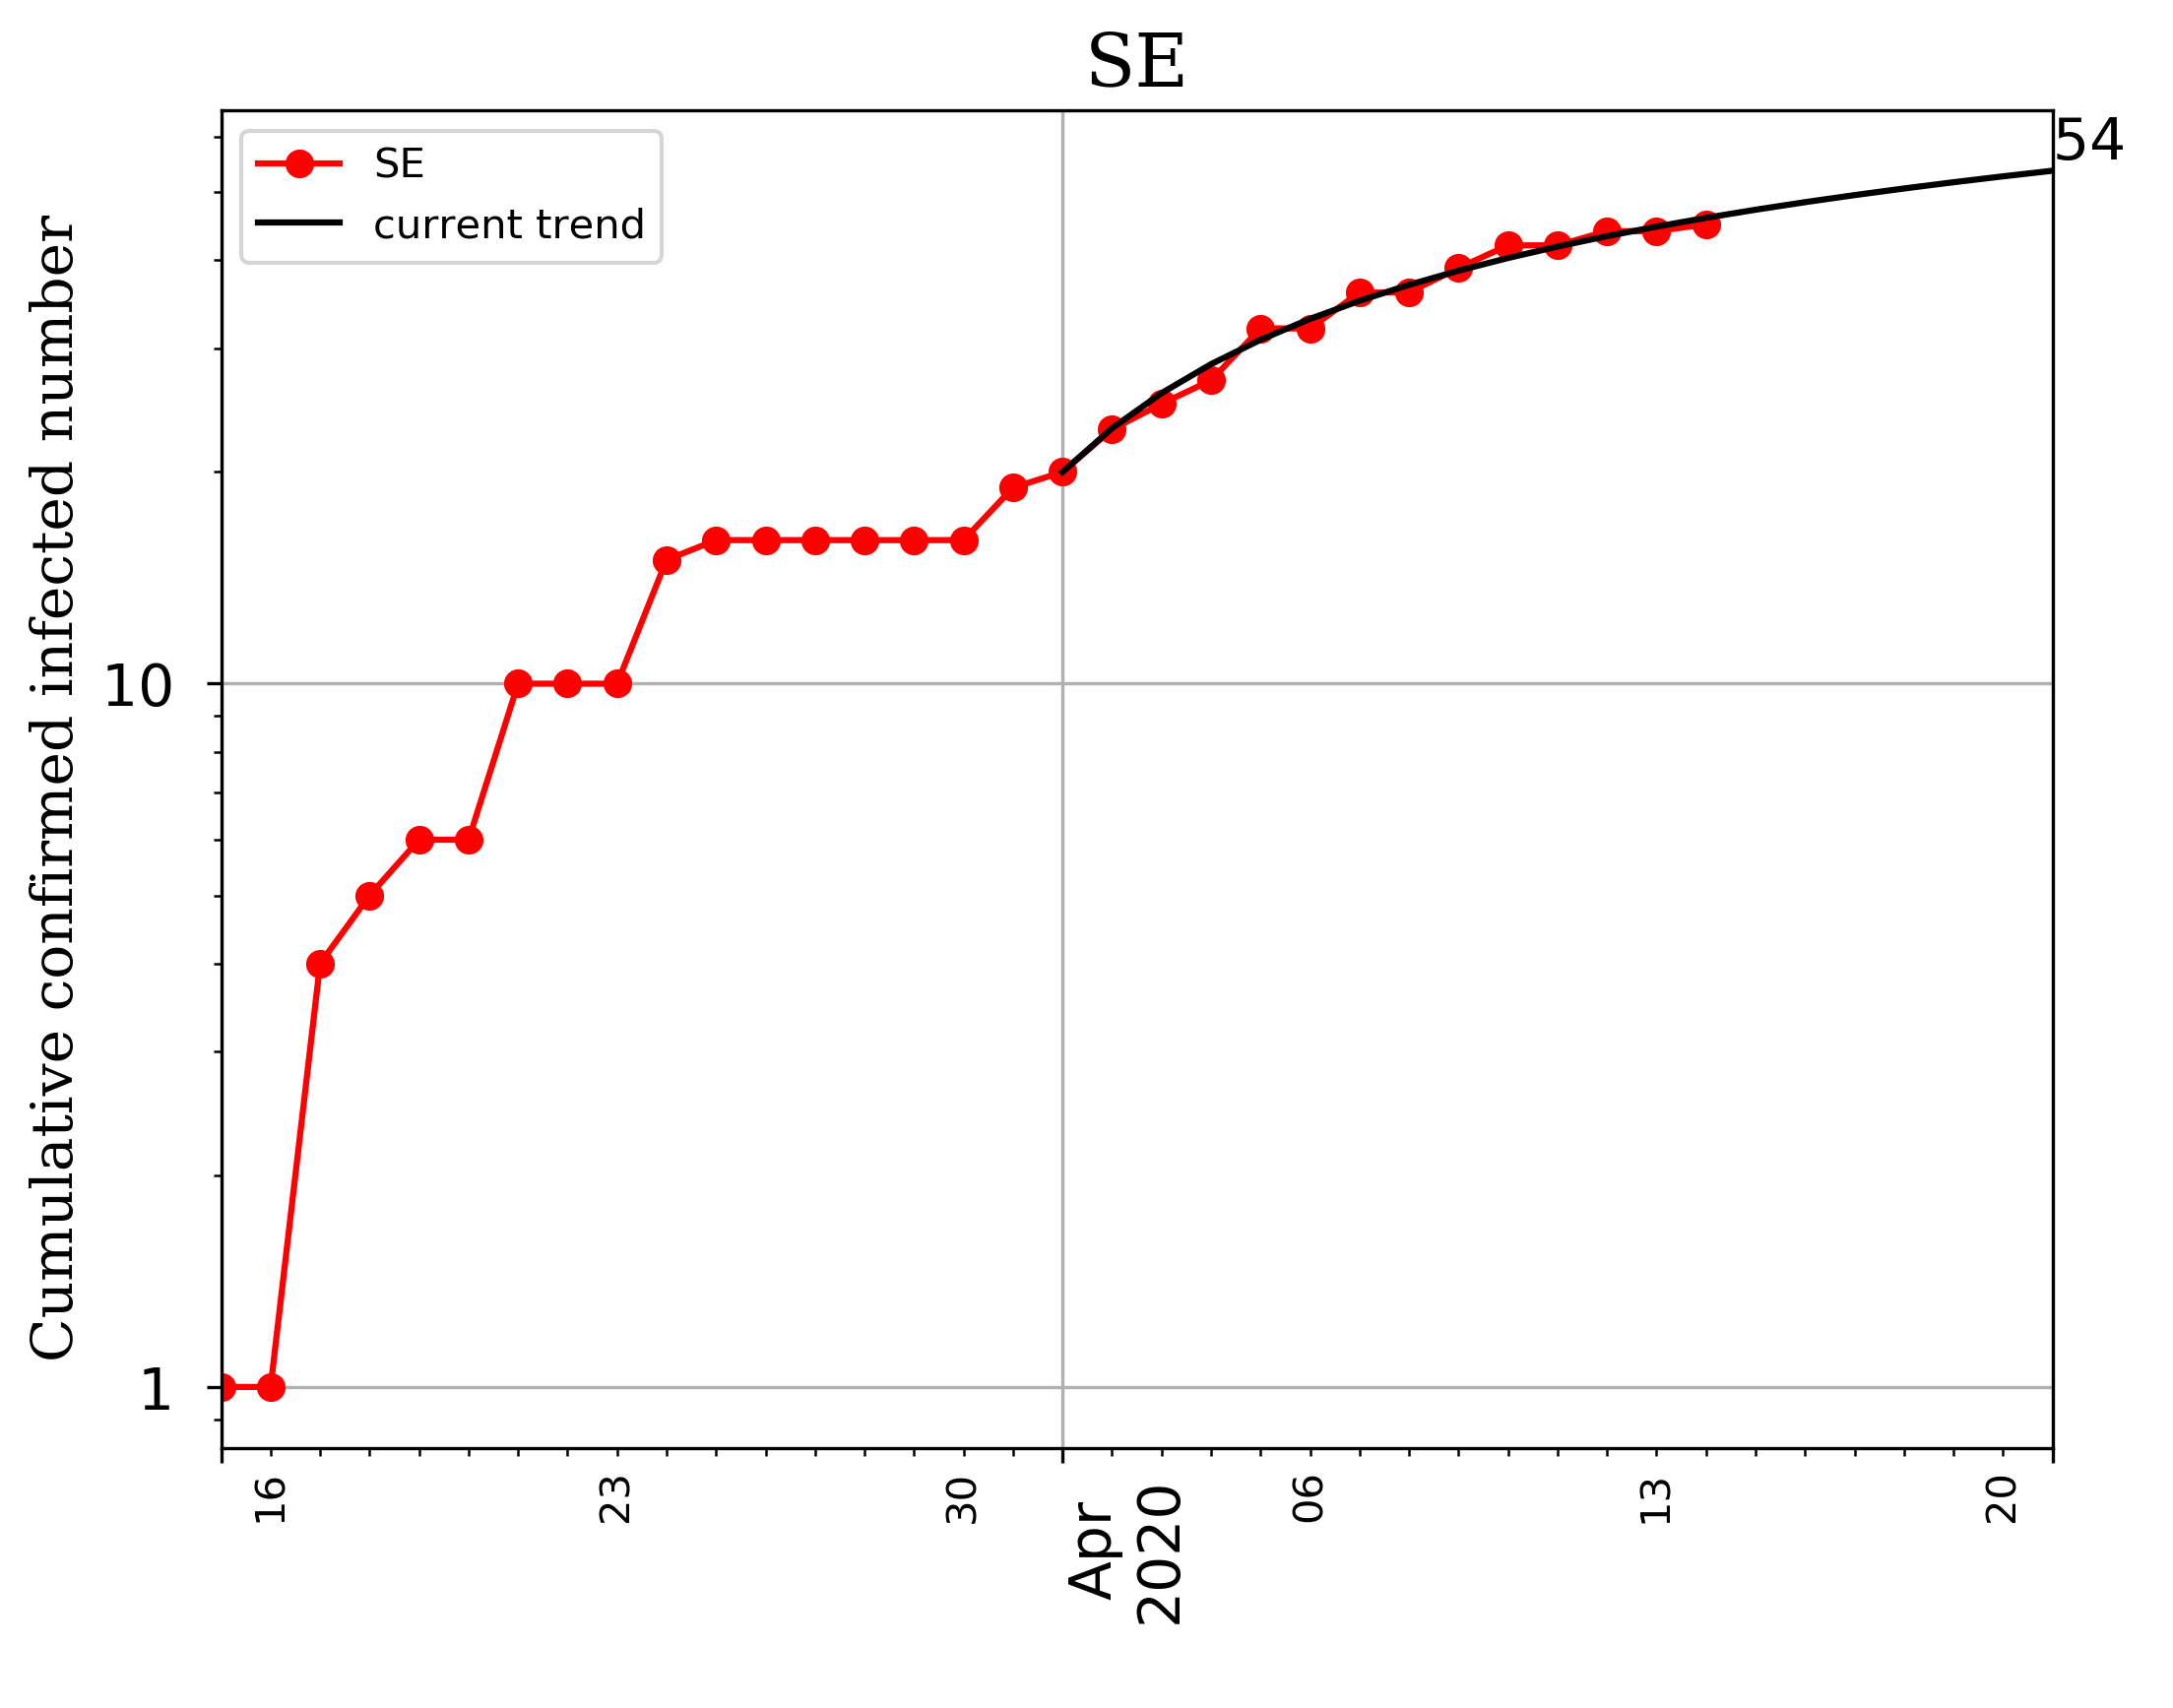 SE
54
SE
current trend
Cumulative confirmed infected number
10
1
16
23
30
Apr
2020
06
13
20